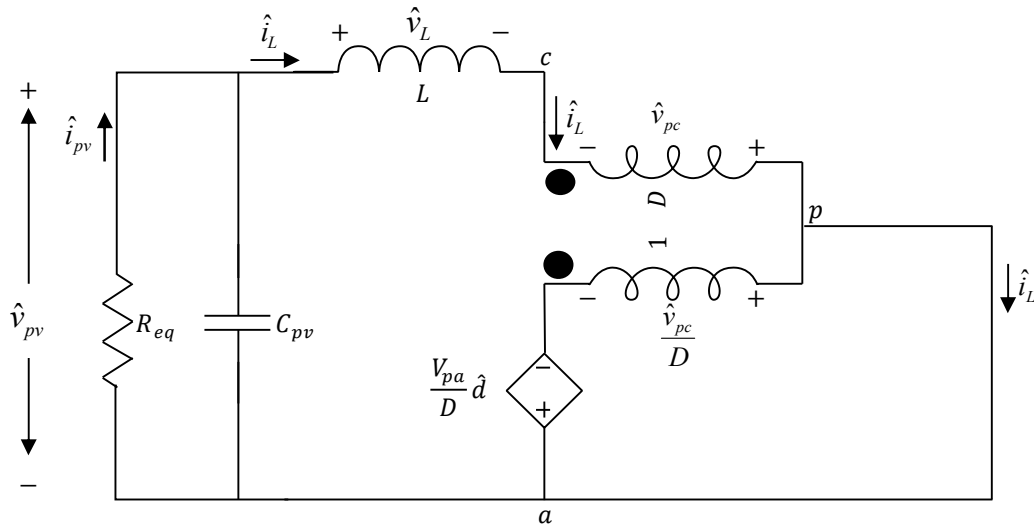 + v̂_L −
î_L
L
c
+
î_pv
î_L
v̂_pc
− +
D
p
1
− +
v̂_pc/D
î_L
v̂_pv
R_eq
C_pv
V_pa/D d̂
−
+
−
a